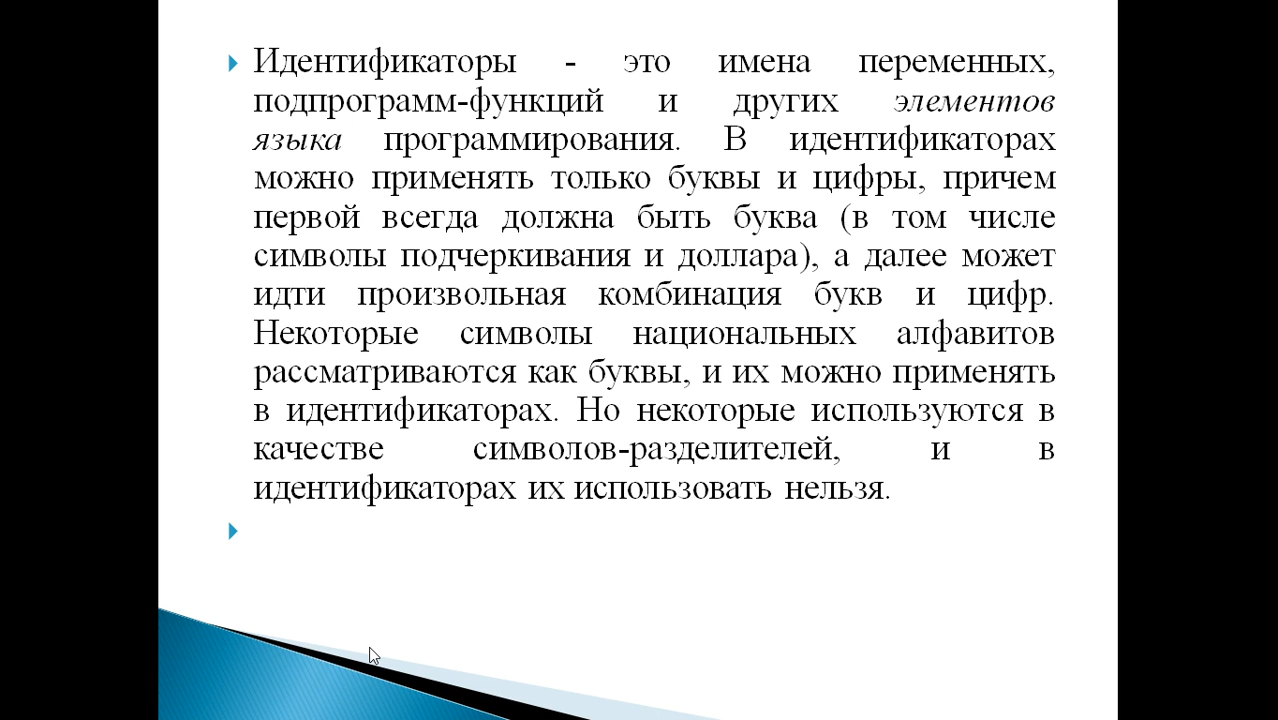 Идентификаторы - это имена переменных,
подпрограмм-функций и других элементов
языка программирования. В идентификаторах
можно применять только буквы и цифры, причем
первой всегда должна быть буква (в том числе
символы подчеркивания и доллара), а далее может
идти произвольная комбинация букв и цифр.
Некоторые символы национальных алфавитов
рассматриваются как буквы, и их можно применять
в идентификаторах. Но некоторые используются в
качестве символов-разделителей, и в
идентификаторах их использовать нельзя.